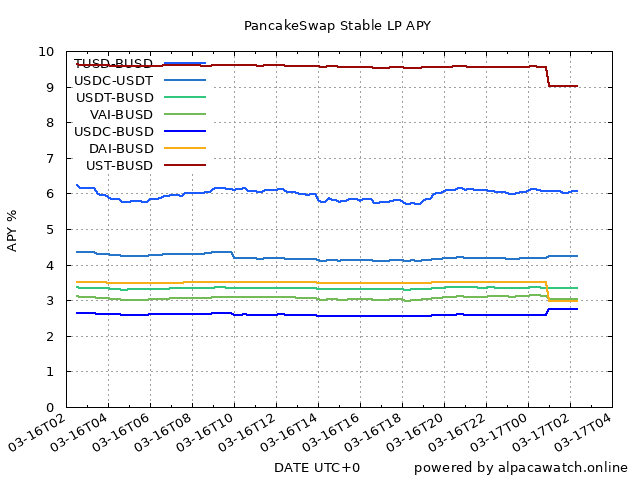 PancakeSwap Stable LP APY
10
9
8
7
6
5
4
3
2
1
0
APY %
TUSD-BUSD
USDC-USDT
USDT-BUSD
VAI-BUSD
USDC-BUSD
DAI-BUSD
UST-BUSD
03-16T02
03-16T04
03-16T06
03-16T08
03-16T10
03-16T12
03-16T14
03-16T16
03-16T18
03-16T20
03-16T22
03-17T00
03-17T02
03-17T04
DATE UTC+0
powered by alpacawatch.online